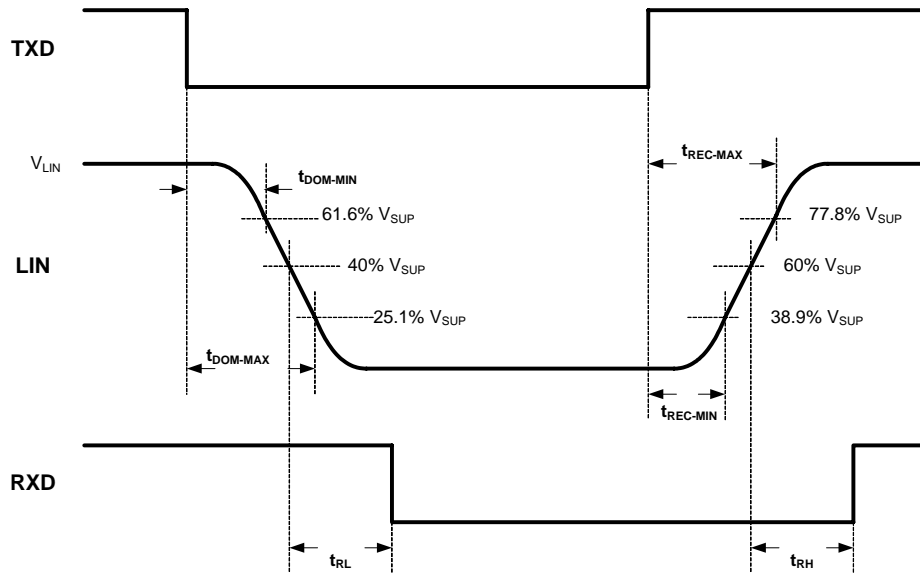 TXD
V_LIN
t_DOM-MIN
t_REC-MAX
61.6% V_SUP
77.8% V_SUP
LIN
40% V_SUP
60% V_SUP
25.1% V_SUP
38.9% V_SUP
t_DOM-MAX
t_REC-MIN
RXD
t_RL
t_RH